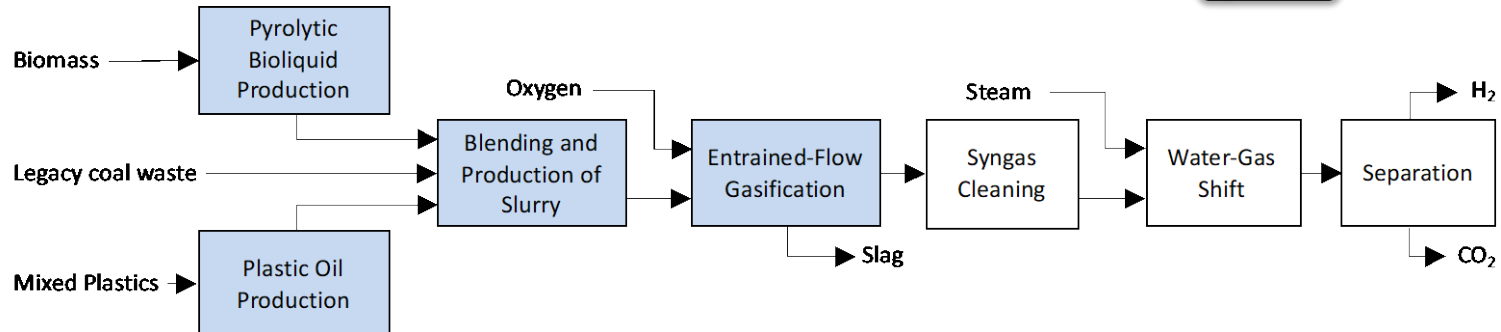 Pyrolytic
Bioliquid
Production
Biomass
Oxygen
Steam
H₂
Blending and
Production of
Slurry
Legacy coal waste
Entrained-Flow
Gasification
Syngas
Cleaning
Water-Gas
Shift
Separation
Slag
CO₂
Mixed Plastics
Plastic Oil
Production